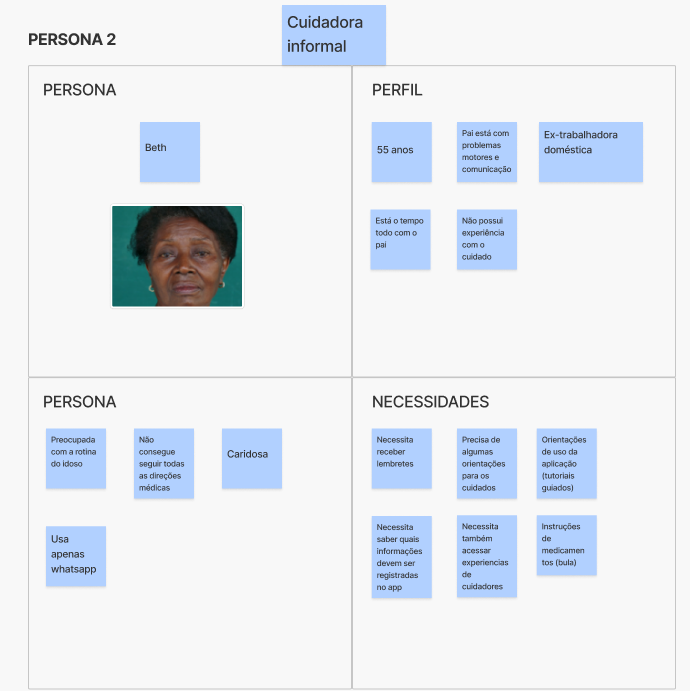 Cuidadora
informal
PERSONA 2
PERSONA
Beth
PERFIL
55 anos
Pai está com
problemas
motores e
comunicação
Ex-trabalhadora
doméstica
Está o tempo
todo com o
pai
Não possui
experiência
com o
cuidado
PERSONA
Preocupada
com a rotina
do idoso
Não
consegue
seguir todas
as direções
médicas
Caridosa
Usa
apenas
whatsapp
NECESSIDADES
Necessita
receber
lembretes
Precisa de
algumas
orientações
para os
cuidados
Orientações
de uso da
aplicação
(tutoriais
guiados)
Necessita
saber quais
informações
devem ser
registradas
no app
Necessita
também
acessar
experiencias
de
cuidadores
Instruções
de
medicamen
tos (bula)